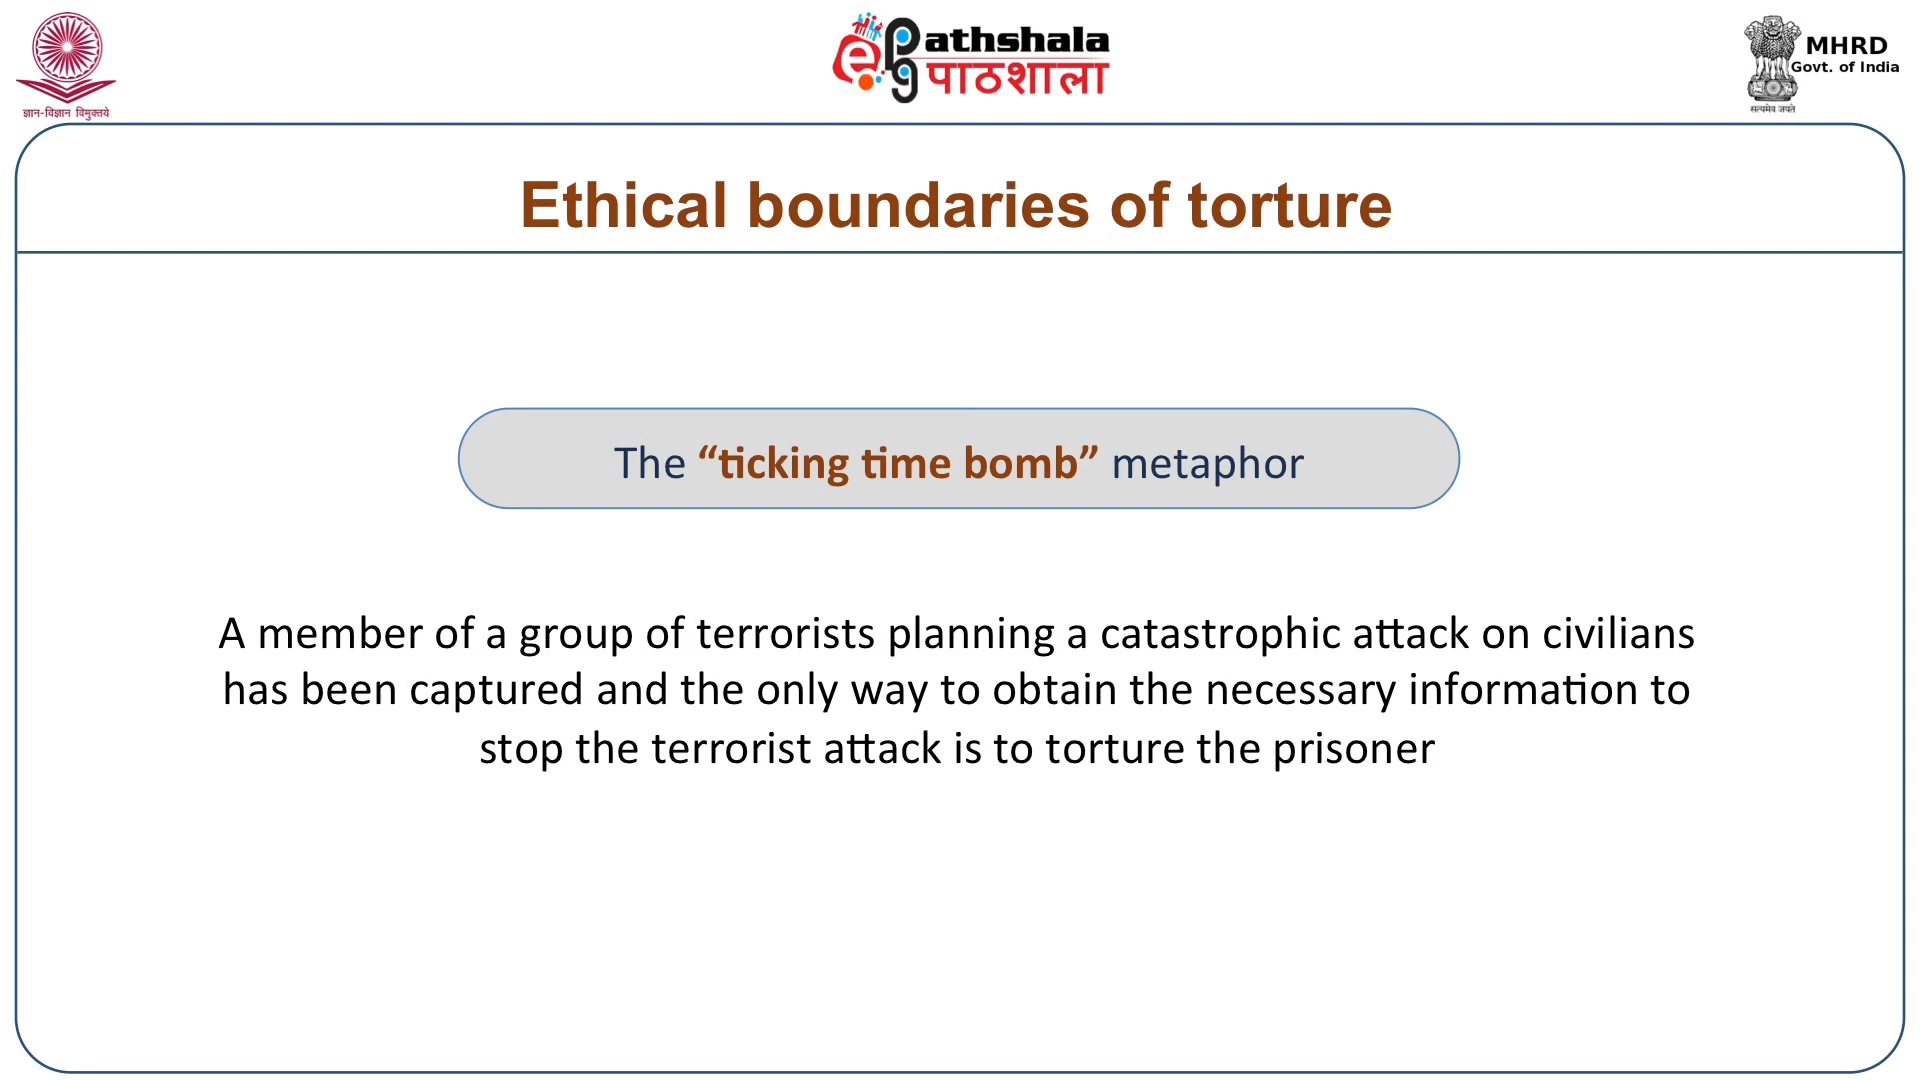 ज्ञान-विज्ञान विमुक्तये
e Pathshala
पाठशाला
MHRD
Govt. of India
सत्यमेव जयते
Ethical boundaries of torture
The “ticking time bomb” metaphor
A member of a group of terrorists planning a catastrophic attack on civilians
has been captured and the only way to obtain the necessary information to
stop the terrorist attack is to torture the prisoner